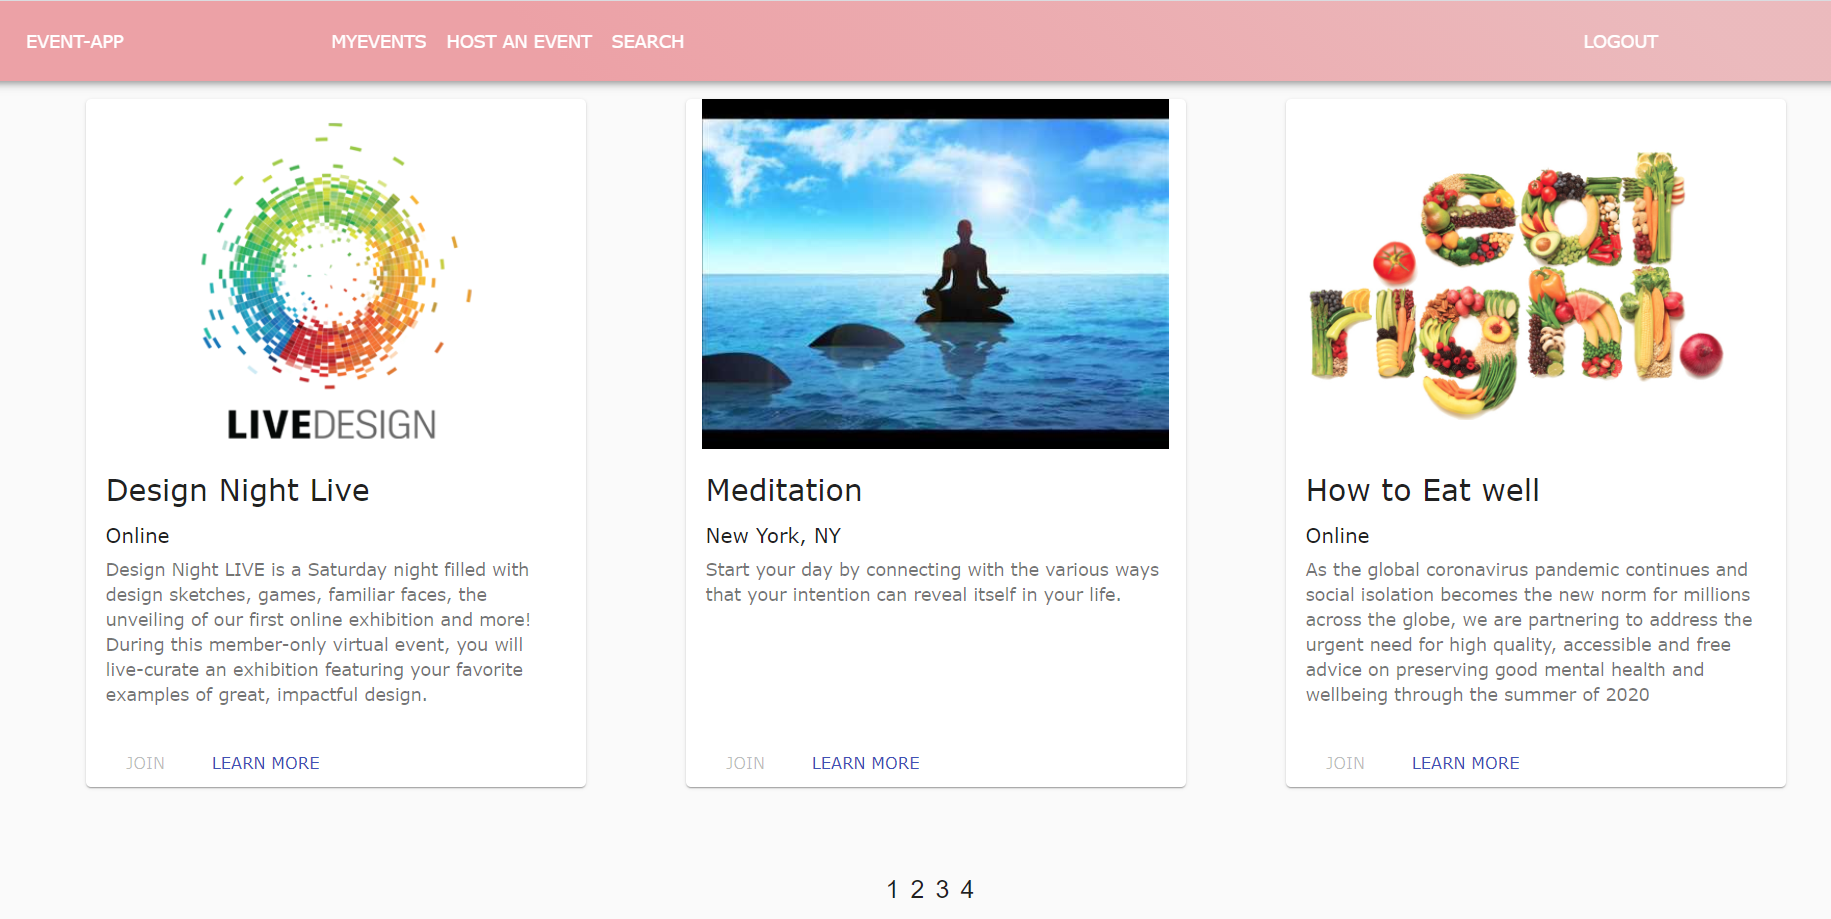 EVENT-APP MYEVENTS HOST AN EVENT SEARCH LOGOUT
LIVEDESIGN
Design Night Live
Online
Design Night LIVE is a Saturday night filled with
design sketches, games, familiar faces, the
unveiling of our first online exhibition and more!
During this member-only virtual event, you will
live-curate an exhibition featuring your favorite
examples of great, impactful design.
JOIN LEARN MORE
Meditation
New York, NY
Start your day by connecting with the various ways
that your intention can reveal itself in your life.
JOIN LEARN MORE
eat
right.
How to Eat well
Online
As the global coronavirus pandemic continues and
social isolation becomes the new norm for millions
across the globe, we are partnering to address the
urgent need for high quality, accessible and free
advice on preserving good mental health and
wellbeing through the summer of 2020
JOIN LEARN MORE
1 2 3 4